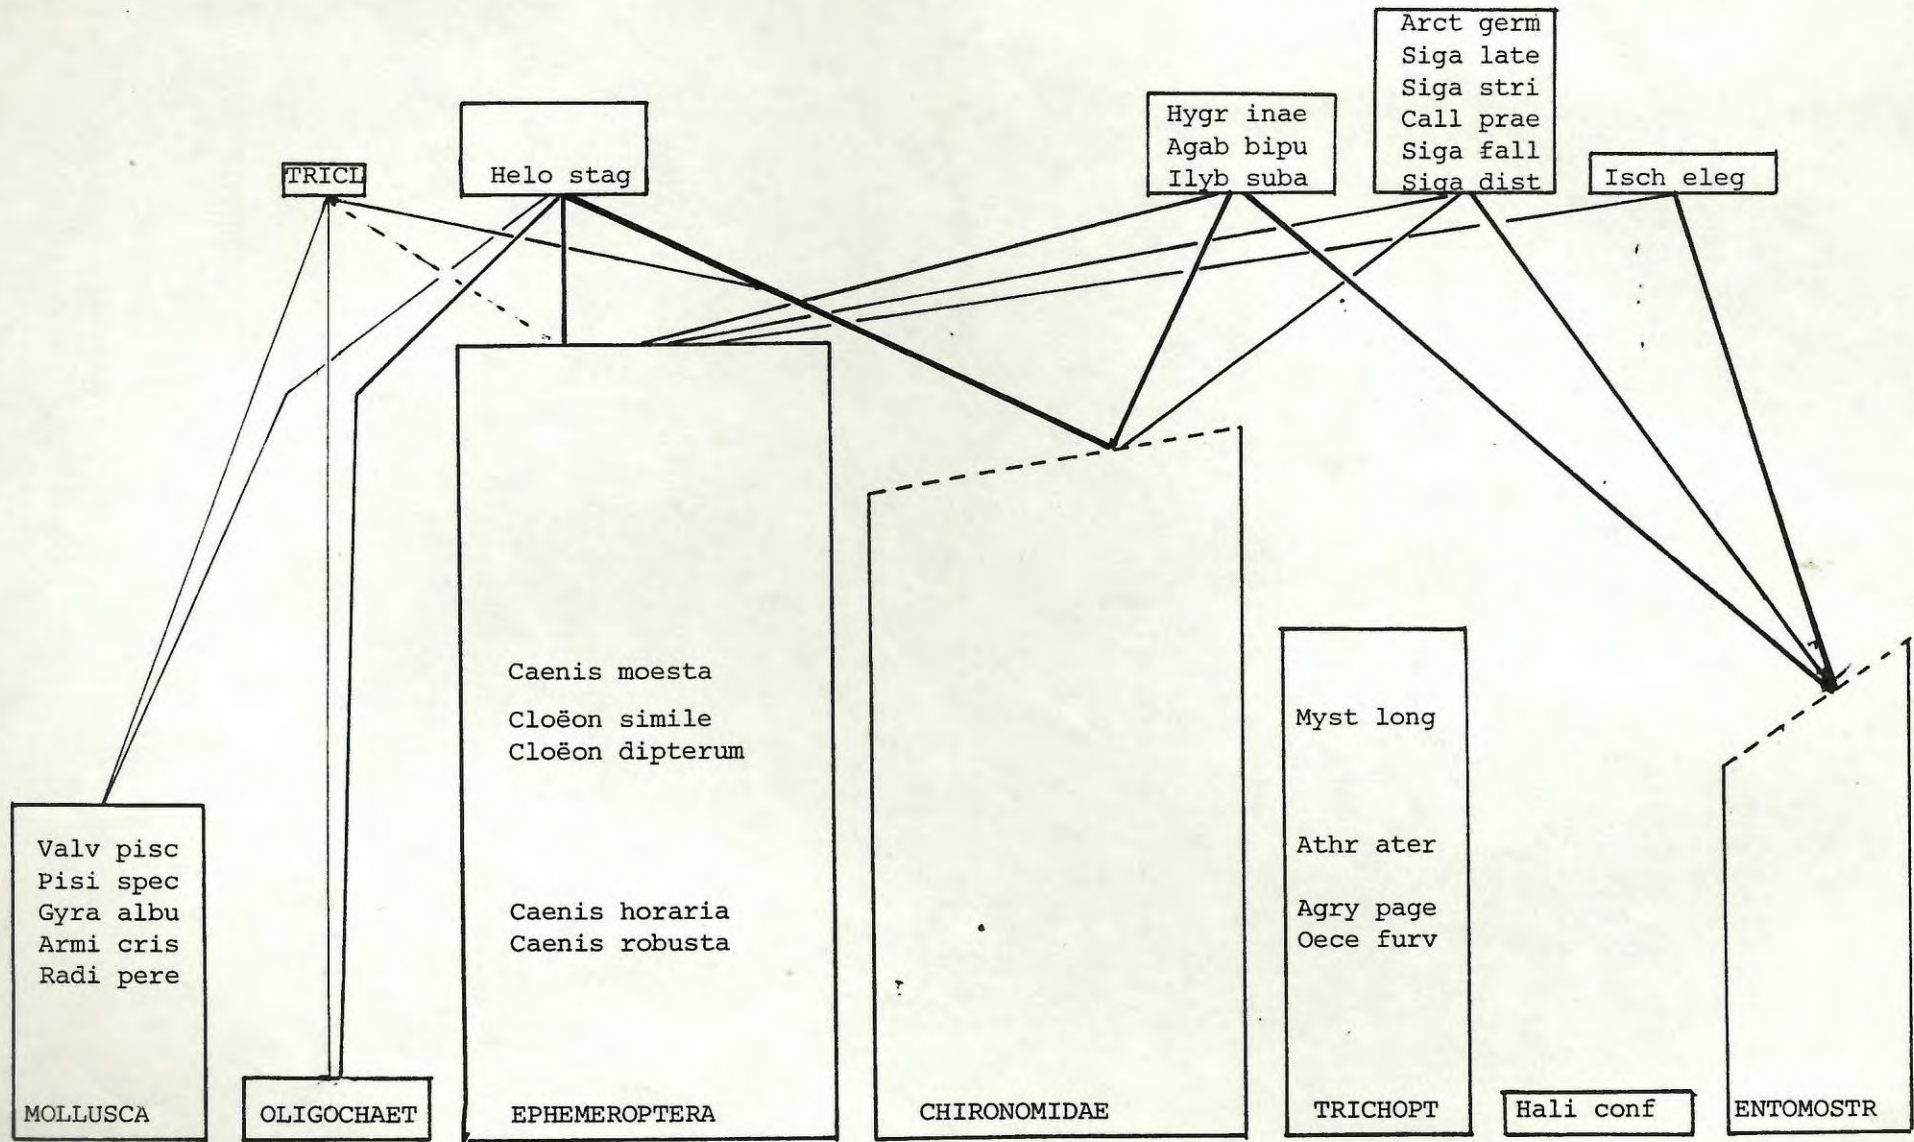 TRICL
Helo stag
Hygr inae
Agab bipu
Ilyb suba
Arct germ
Siga late
Siga stri
Call prae
Siga fall
Siga dist
Isch eleg
Valv pisc
Pisi spec
Gyra albu
Armi cris
Radi pere
MOLLUSCA
OLIGOCHAET
Caenis moesta
Cloëon simile
Cloëon dipterum
Caenis horaria
Caenis robusta
EPHEMEROPTERA
CHIRONOMIDAE
Myst long
Athr ater
Agry page
Oece furv
TRICHOPT
Hali conf
ENTOMOSTR